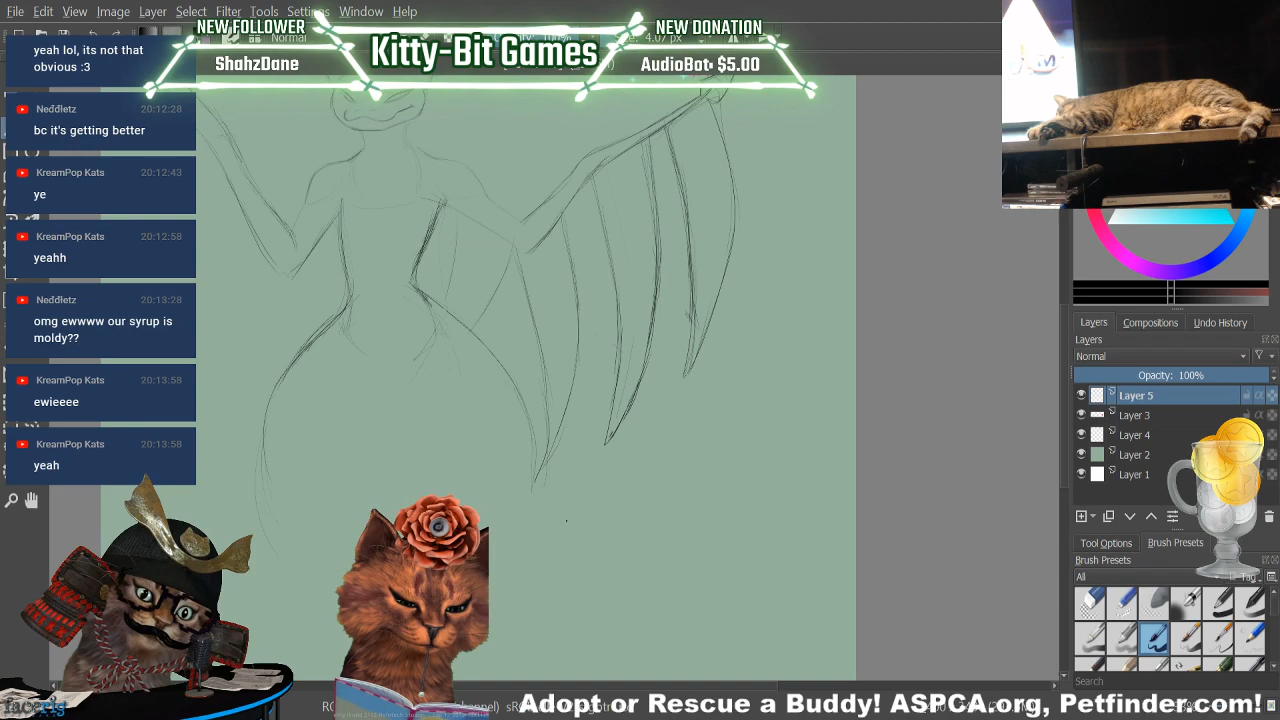 File Edit View Image Layer Select Filter Tools Settings Window Help
NEW FOLLOWER
ShahzDane
Kitty-Bit Games
NEW DONATION
AudioBot: $5.00
Normal
4.07 px
yeah lol, its not that
obvious :3
Neddletz 20:12:28
bc it's getting better
KreamPop Kats 20:12:43
ye
KreamPop Kats 20:12:58
yeahh
Neddletz 20:13:28
omg ewwww our syrup is
moldy??
KreamPop Kats 20:13:58
ewieeee
KreamPop Kats 20:13:58
yeah
Layers Compositions Undo History
Layers
Normal
Opacity: 100%
Layer 5
Layer 3
Layer 4
Layer 2
Layer 1
Tool Options Brush Presets
Brush Presets
All
Tag
Search
facerig
Adopt or Rescue a Buddy! ASPCA.org, Petfinder.com!